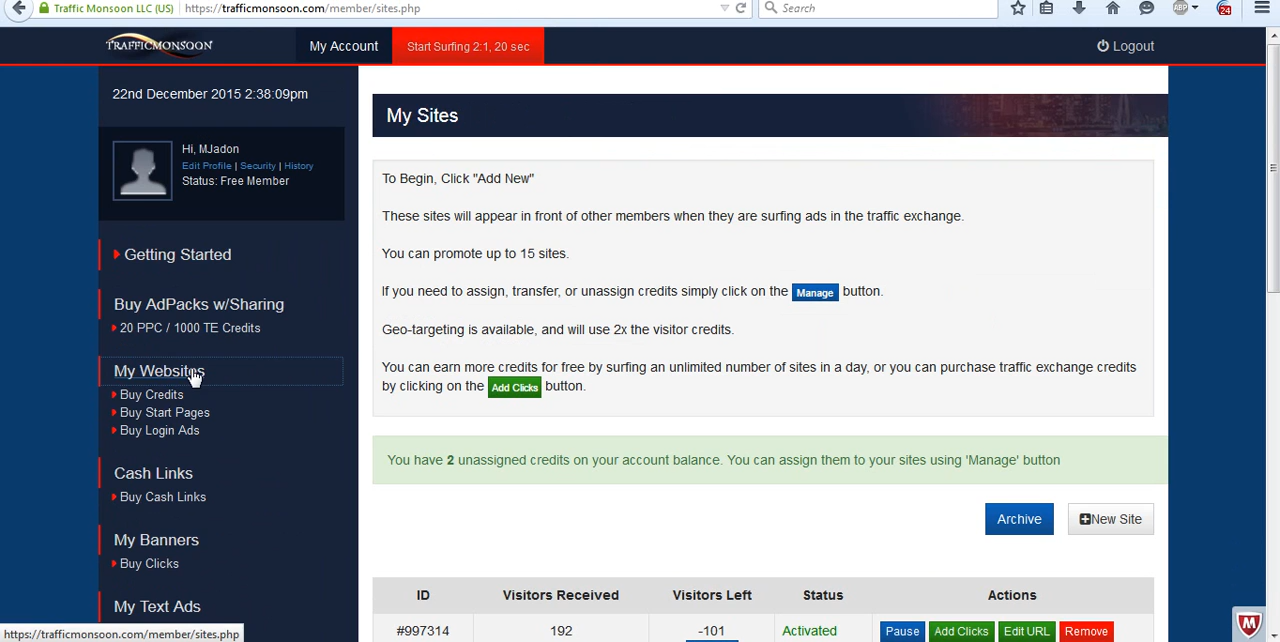 Traffic Monsoon LLC (US) https://trafficmonsoon.com/member/sites.php Search ABP 24
TRAFFICMONSOON My Account Start Surfing 2:1, 20 sec Logout
22nd December 2015 2:38:09pm
Hi, MJadon
Edit Profile | Security | History
Status: Free Member
Getting Started
Buy AdPacks w/Sharing
20 PPC / 1000 TE Credits
My Websites
Buy Credits
Buy Start Pages
Buy Login Ads
Cash Links
Buy Cash Links
My Banners
Buy Clicks
My Text Ads
https://trafficmonsoon.com/member/sites.php
My Sites
To Begin, Click "Add New"
These sites will appear in front of other members when they are surfing ads in the traffic exchange.
You can promote up to 15 sites.
If you need to assign, transfer, or unassign credits simply click on the Manage button.
Geo-targeting is available, and will use 2x the visitor credits.
You can earn more credits for free by surfing an unlimited number of sites in a day, or you can purchase traffic exchange credits
by clicking on the Add Clicks button.
You have 2 unassigned credits on your account balance. You can assign them to your sites using 'Manage' button
Archive New Site
ID Visitors Received Visitors Left Status Actions
#997314 192 -101 Activated Pause Add Clicks Edit URL Remove